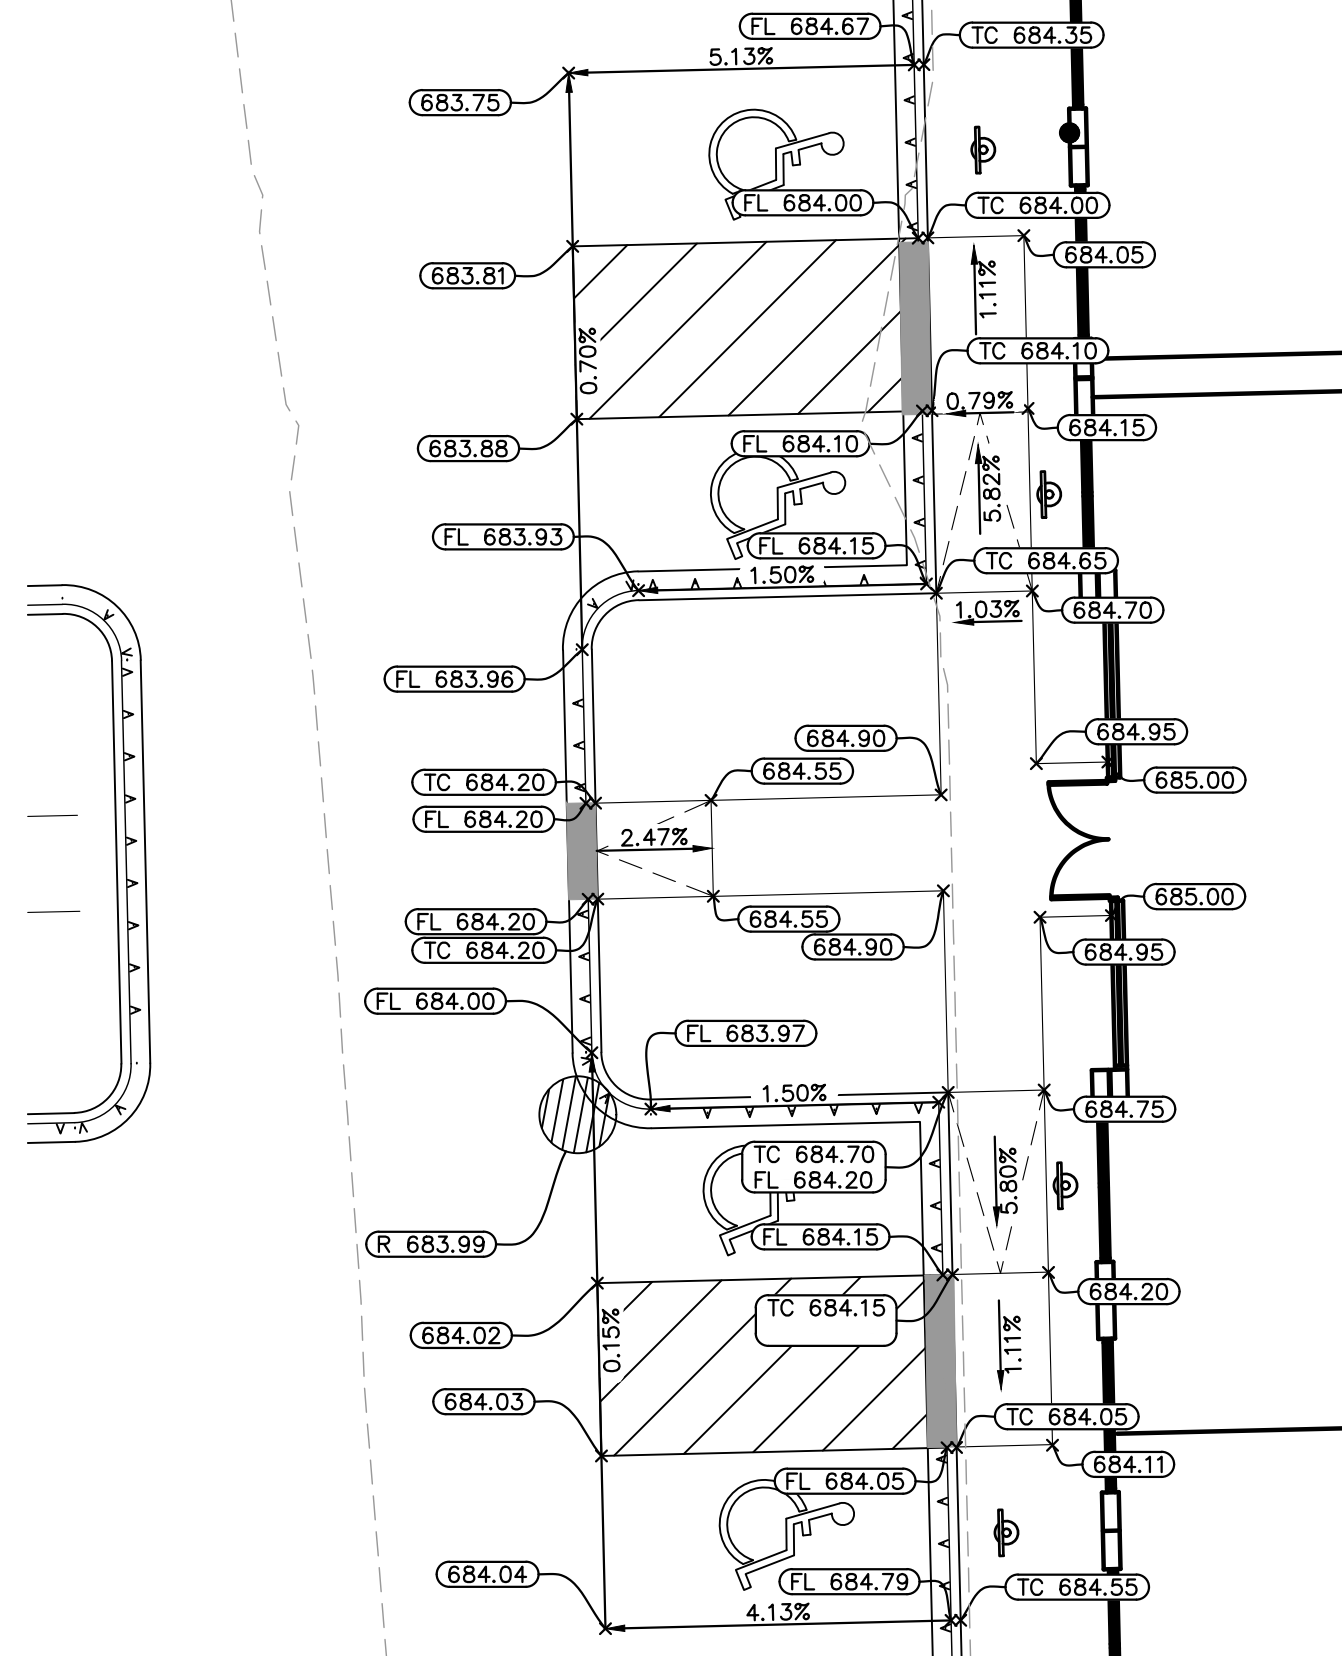 FL 684.67
TC 684.35
5.13%
683.75
FL 684.00
TC 684.00
684.05
683.81
1.11%
0.70%
TC 684.10
0.79%
684.15
FL 684.10
683.88
5.82%
FL 683.93
FL 684.15
TC 684.65
1.50%
1.03%
684.70
FL 683.96
684.90
684.95
684.55
685.00
TC 684.20
FL 684.20
2.47%
685.00
FL 684.20
684.55
684.90
TC 684.20
684.95
FL 684.00
FL 683.97
1.50%
684.75
TC 684.70
FL 684.20
5.80%
FL 684.15
R 683.99
684.20
TC 684.15
684.02
0.15%
1.11%
684.03
TC 684.05
684.11
FL 684.05
684.04
FL 684.79
TC 684.55
4.13%